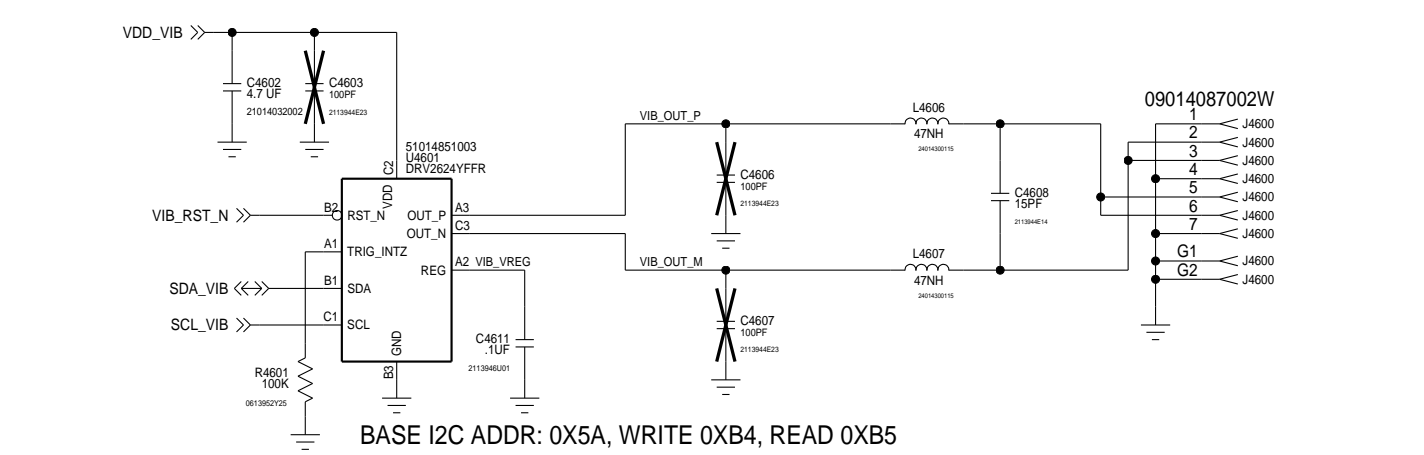 VDD_VIB
C4602
4.7 UF
21014032002
C4603
100PF
2113944E23
51014851003
U4601
DRV2624YFFR
C2
VDD
VIB_RST_N
B2
RST_N
A1
TRIG_INTZ
SDA_VIB
B1
SDA
SCL_VIB
C1
SCL
OUT_P
A3
OUT_N
C3
REG
A2
VIB_VREG
GND
B3
R4601
100K
0613952Y25
C4611
.1UF
2113946U01
VIB_OUT_P
C4606
100PF
2113944E23
VIB_OUT_M
C4607
100PF
2113944E23
L4606
47NH
24014300115
C4608
15PF
2113944E14
L4607
47NH
24014300115
09014087002W
1 J4600
2 J4600
3 J4600
4 J4600
5 J4600
6 J4600
7 J4600
G1 J4600
G2 J4600
BASE I2C ADDR: 0X5A, WRITE 0XB4, READ 0XB5